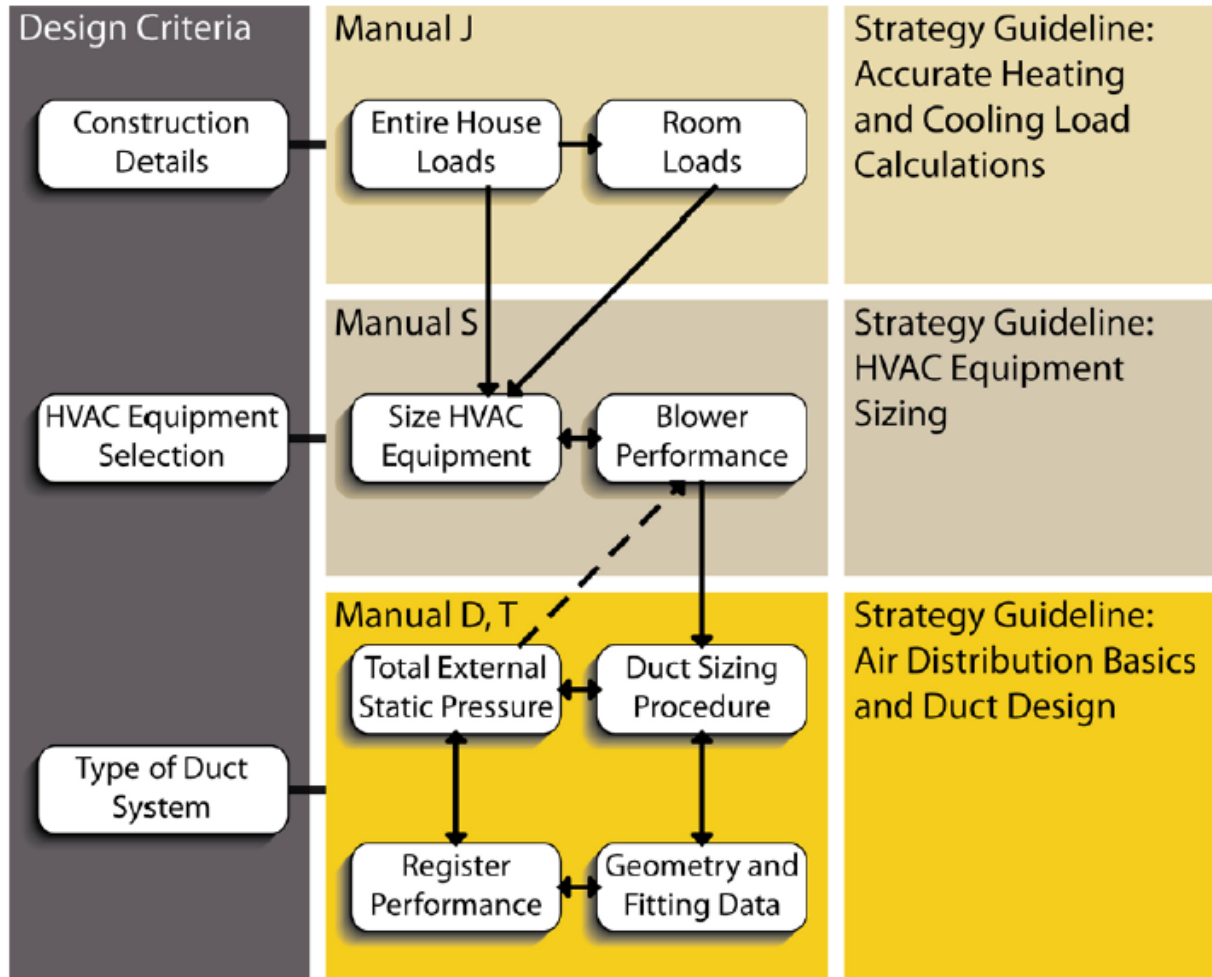 Design Criteria
Construction
Details
HVAC Equipment
Selection
Type of Duct
System
Manual J
Entire House
Loads
Room
Loads
Strategy Guideline:
Accurate Heating
and Cooling Load
Calculations
Manual S
Size HVAC
Equipment
Blower
Performance
Strategy Guideline:
HVAC Equipment
Sizing
Manual D, T
Total External
Static Pressure
Duct Sizing
Procedure
Register
Performance
Geometry and
Fitting Data
Strategy Guideline:
Air Distribution Basics
and Duct Design